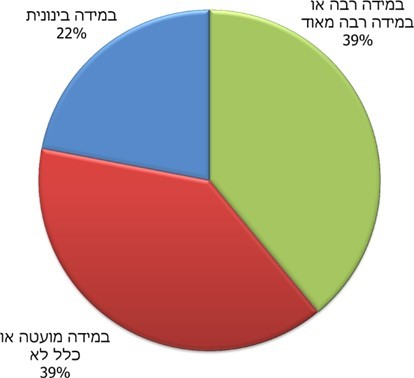 במידה רבה או
במידה רבה מאוד
39%
במידה בינונית
22%
במידה מועטה או
כלל לא
39%